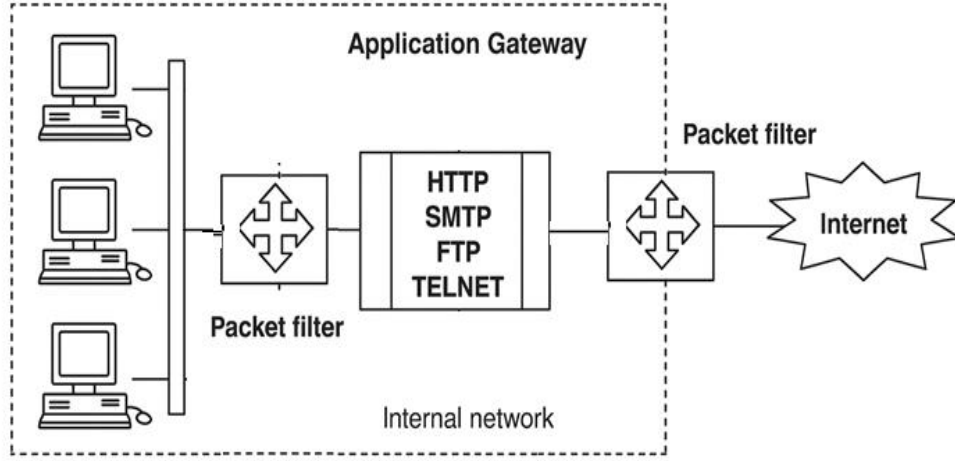 Application Gateway
Packet filter
HTTP
SMTP
FTP
TELNET
Internet
Packet filter
Internal network